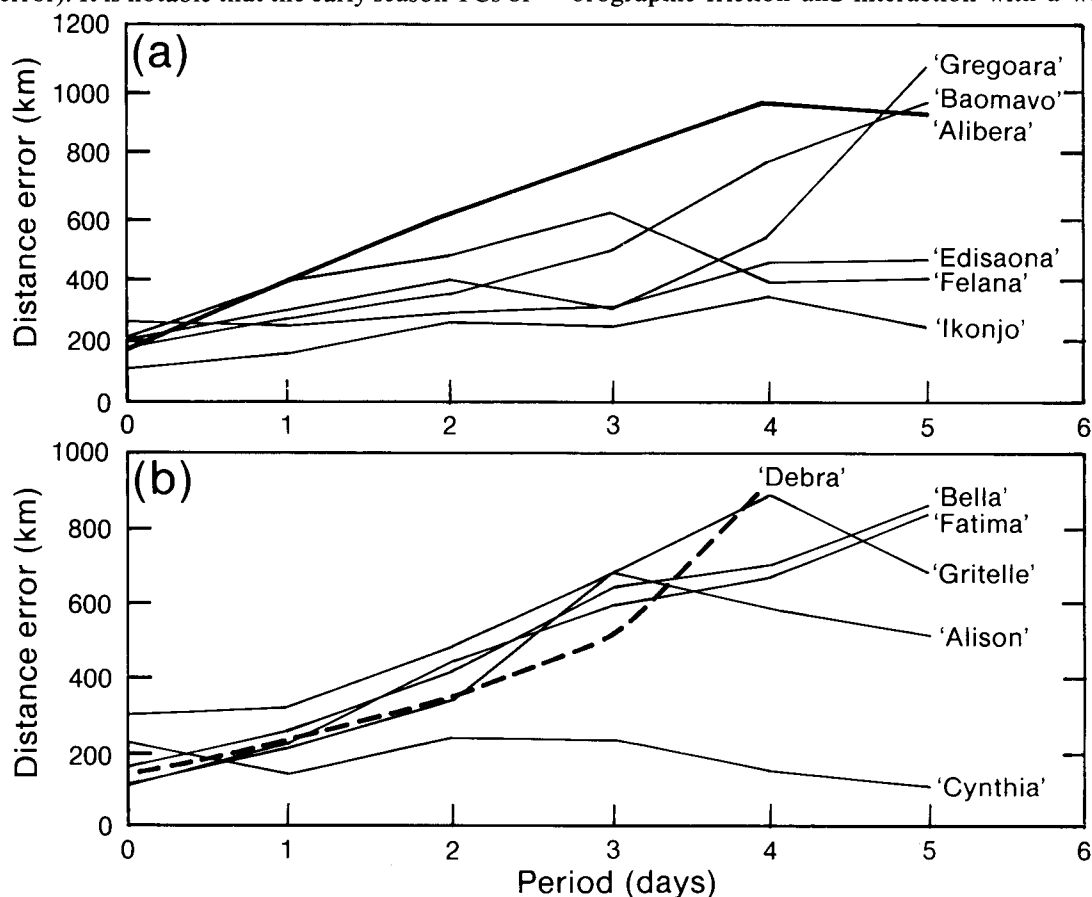 error). It is notable that the early season TCs of orographic friction and interaction with a w
1200
(a)
1000
800
600
400
200
0
Distance error (km)
'Gregoara'
'Baomavo'
'Alibera'
'Edisaona'
'Felana'
'Ikonjo'
0 1 2 3 4 5 6
1000
(b)
800
600
400
200
0
Distance error (km)
'Debra'
'Bella'
'Fatima'
'Gritelle'
'Alison'
'Cynthia'
0 1 2 3 4 5 6
Period (days)